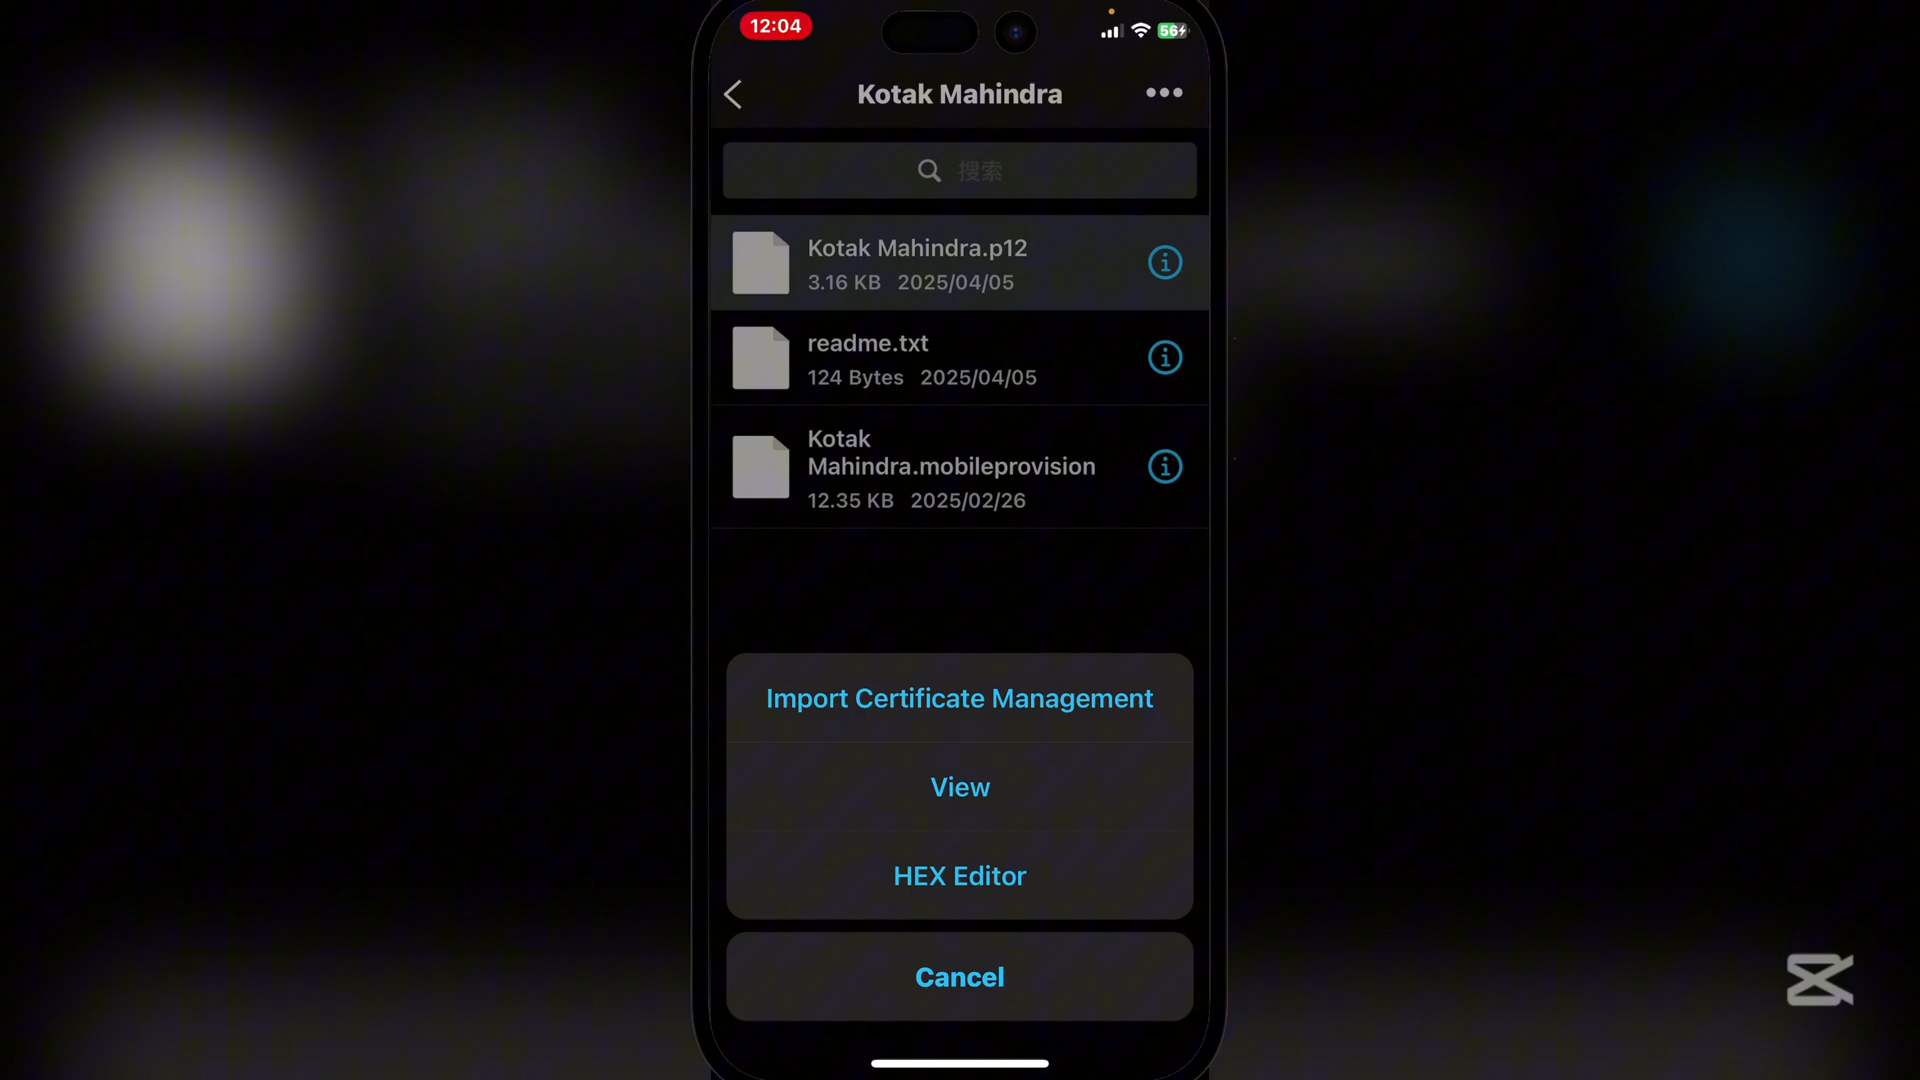 12:04
56
Kotak Mahindra
搜索
Kotak Mahindra.p12
3.16 KB 2025/04/05
readme.txt
124 Bytes 2025/04/05
Kotak
Mahindra.mobileprovision
12.35 KB 2025/02/26
Import Certificate Management
View
HEX Editor
Cancel